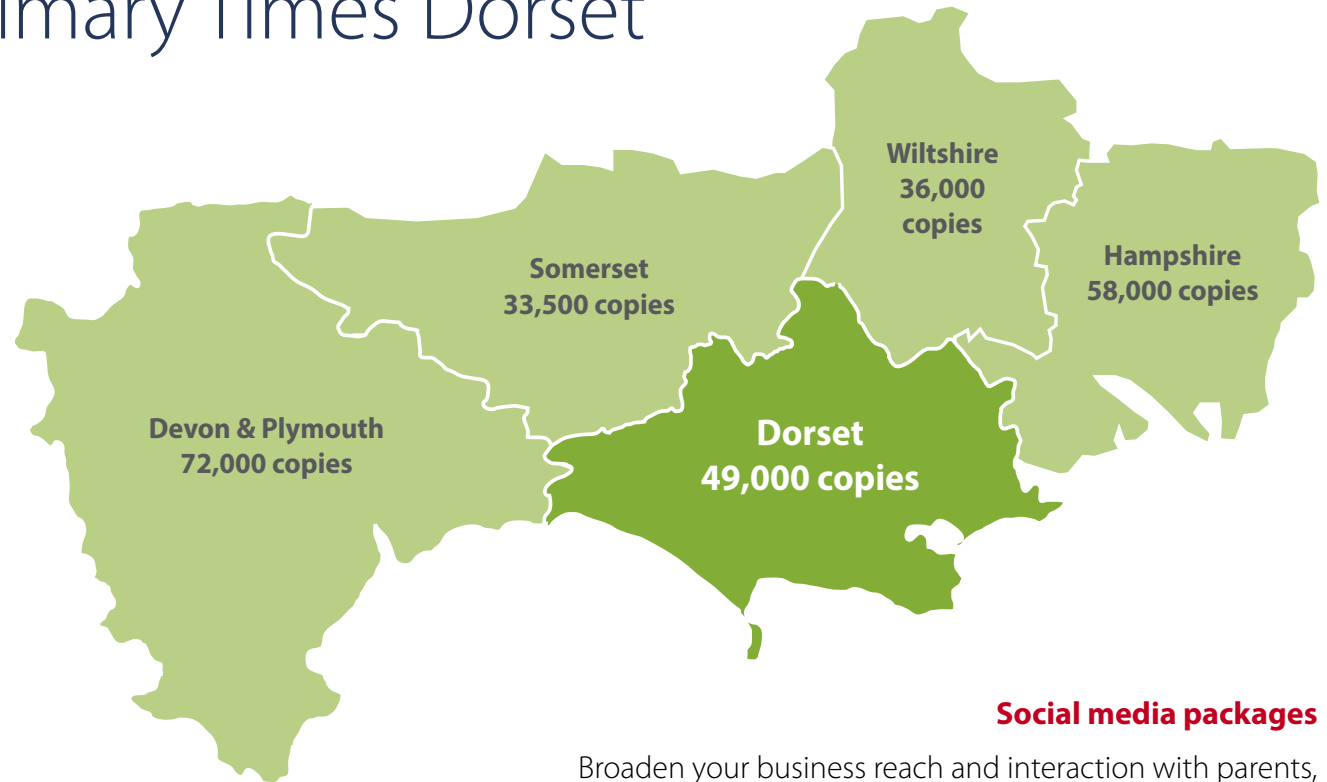 imary Times Dorset
Wiltshire
36,000
copies
Hampshire
58,000 copies
Somerset
33,500 copies
Devon & Plymouth
72,000 copies
Dorset
49,000 copies
Social media packages
Broaden your business reach and interaction with parents,